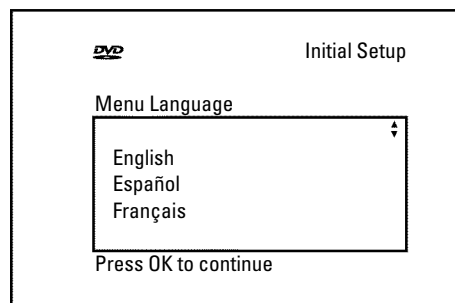 DVD
Initial Setup
Menu Language
English
Español
Français
Press OK to continue